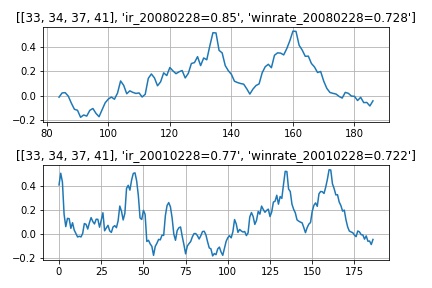 [[33, 34, 37, 41], 'ir_20080228=0.85', 'winrate_20080228=0.728']
0.4
0.2
0.0
−0.2
80 100 120 140 160 180
[[33, 34, 37, 41], 'ir_20010228=0.77', 'winrate_20010228=0.722']
0.4
0.2
0.0
−0.2
0 25 50 75 100 125 150 175